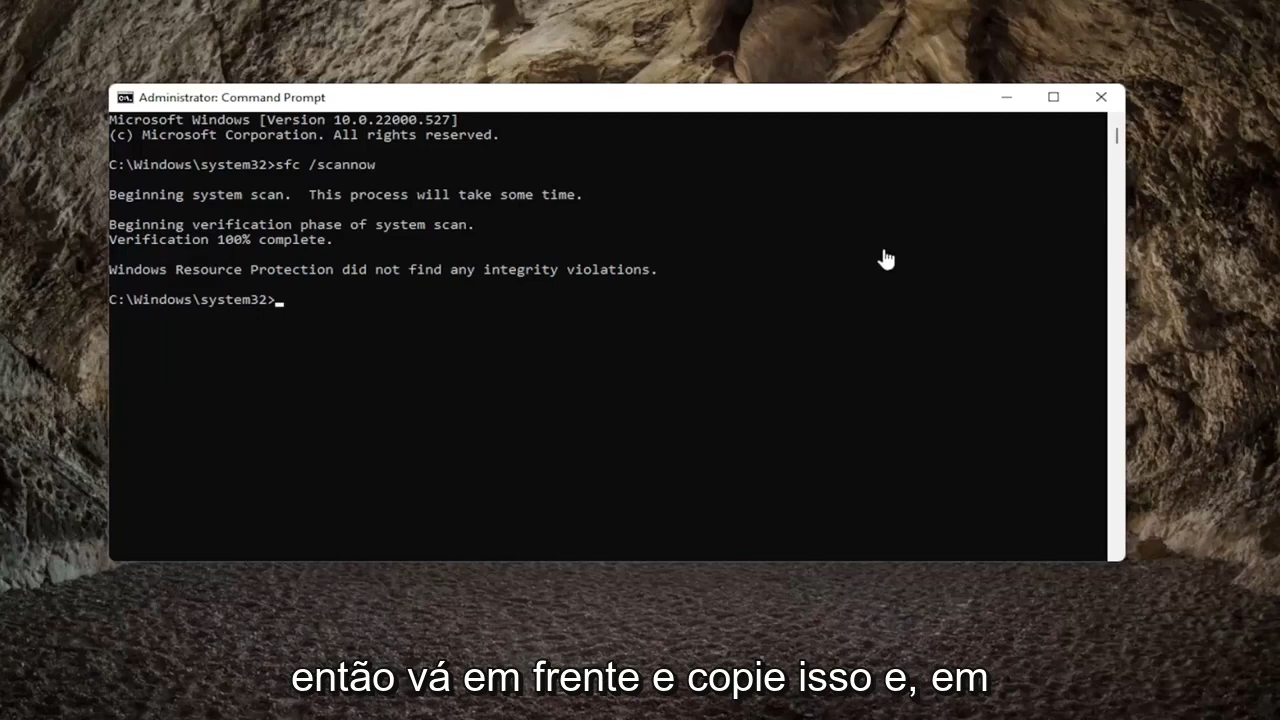 Administrator: Command Prompt
Microsoft Windows [Version 10.0.22000.527]
(c) Microsoft Corporation. All rights reserved.
C:\Windows\system32>sfc /scannow
Beginning system scan.  This process will take some time.
Beginning verification phase of system scan.
Verification 100% complete.
Windows Resource Protection did not find any integrity violations.
C:\Windows\system32>
então vá em frente e copie isso e, em